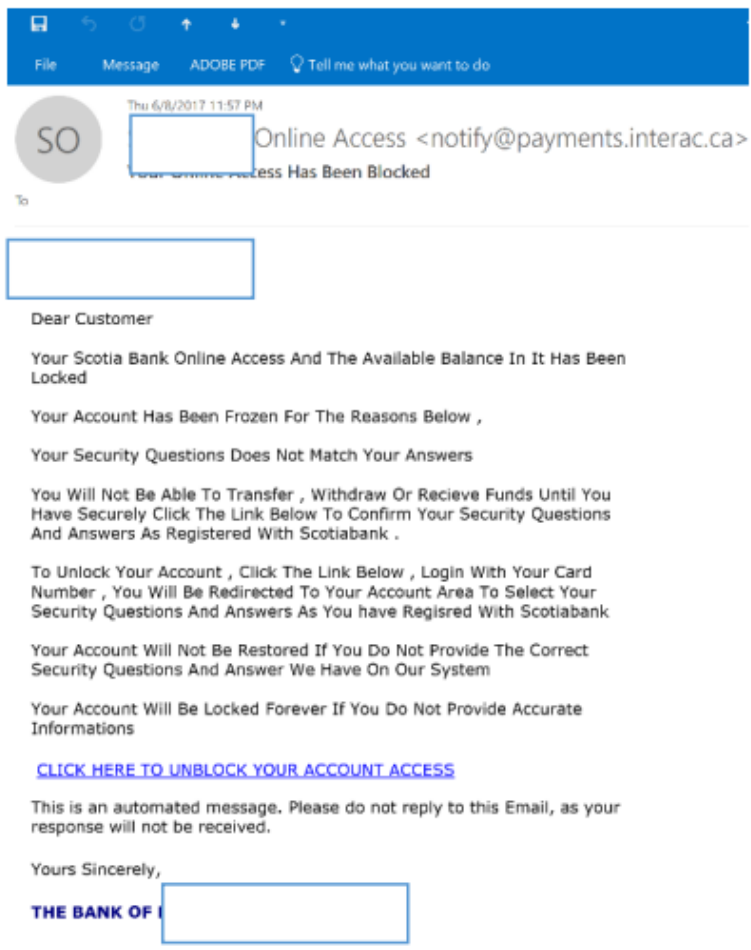 File Message ADOBE PDF Tell me what you want to do
Thu 6/8/2017 11:57 PM
SO
Online Access <notify@payments.interac.ca>
Your Online Access Has Been Blocked
To
Dear Customer
Your Scotia Bank Online Access And The Available Balance In It Has Been
Locked
Your Account Has Been Frozen For The Reasons Below ,
Your Security Questions Does Not Match Your Answers
You Will Not Be Able To Transfer , Withdraw Or Recieve Funds Until You
Have Securely Click The Link Below To Confirm Your Security Questions
And Answers As Registered With Scotiabank .
To Unlock Your Account , Click The Link Below , Login With Your Card
Number , You Will Be Redirected To Your Account Area To Select Your
Security Questions And Answers As You have Regisred With Scotiabank
Your Account Will Not Be Restored If You Do Not Provide The Correct
Security Questions And Answer We Have On Our System
Your Account Will Be Locked Forever If You Do Not Provide Accurate
Informations
CLICK HERE TO UNBLOCK YOUR ACCOUNT ACCESS
This is an automated message. Please do not reply to this Email, as your
response will not be received.
Yours Sincerely,
THE BANK OF